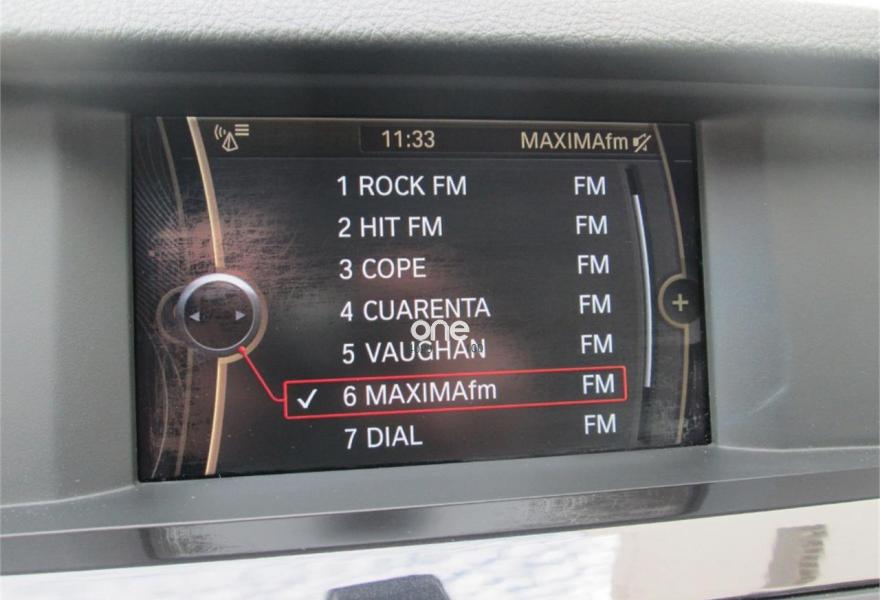 11:33 MAXIMAfm
1 ROCK FM FM
2 HIT FM FM
3 COPE FM
4 CUARENTA FM
one
5 VAUGHAN FM
✓ 6 MAXIMAfm FM
7 DIAL FM
+